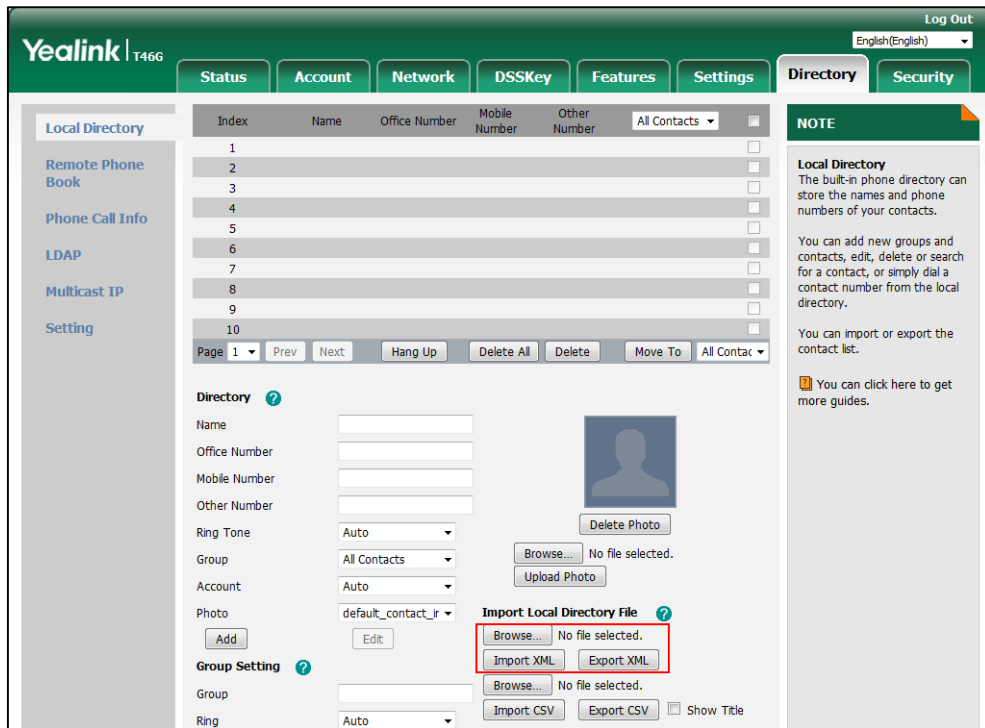 Log Out
Yealink | T46G
English(English)
Status Account Network DSSKey Features Settings Directory Security
Local Directory
Remote Phone
Book
Phone Call Info
LDAP
Multicast IP
Setting
Index Name Office Number Mobile Number Other Number All Contacts
1
2
3
4
5
6
7
8
9
10
Page 1 Prev Next Hang Up Delete All Delete Move To All Contac
Directory ?
Name
Office Number
Mobile Number
Other Number
Ring Tone Auto
Group All Contacts
Account Auto
Photo default_contact_ir
Add Edit
Delete Photo
Browse... No file selected.
Upload Photo
Import Local Directory File ?
Browse... No file selected.
Import XML Export XML
Browse... No file selected.
Import CSV Export CSV Show Title
Group Setting ?
Group
Ring Auto
NOTE
Local Directory
The built-in phone directory can
store the names and phone
numbers of your contacts.
You can add new groups and
contacts, edit, delete or search
for a contact, or simply dial a
contact number from the local
directory.
You can import or export the
contact list.
? You can click here to get
more guides.